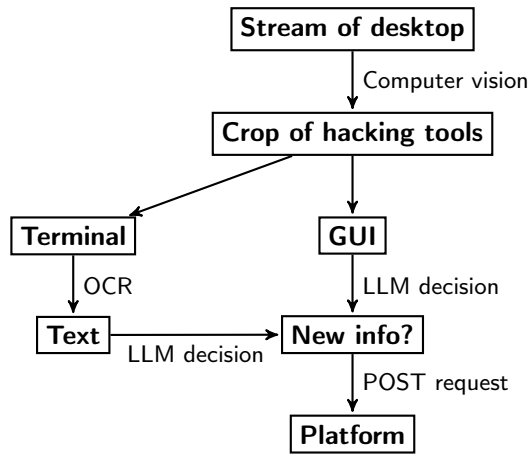 Stream of desktop
Computer vision
Crop of hacking tools
Terminal
GUI
OCR
LLM decision
Text
LLM decision
New info?
POST request
Platform